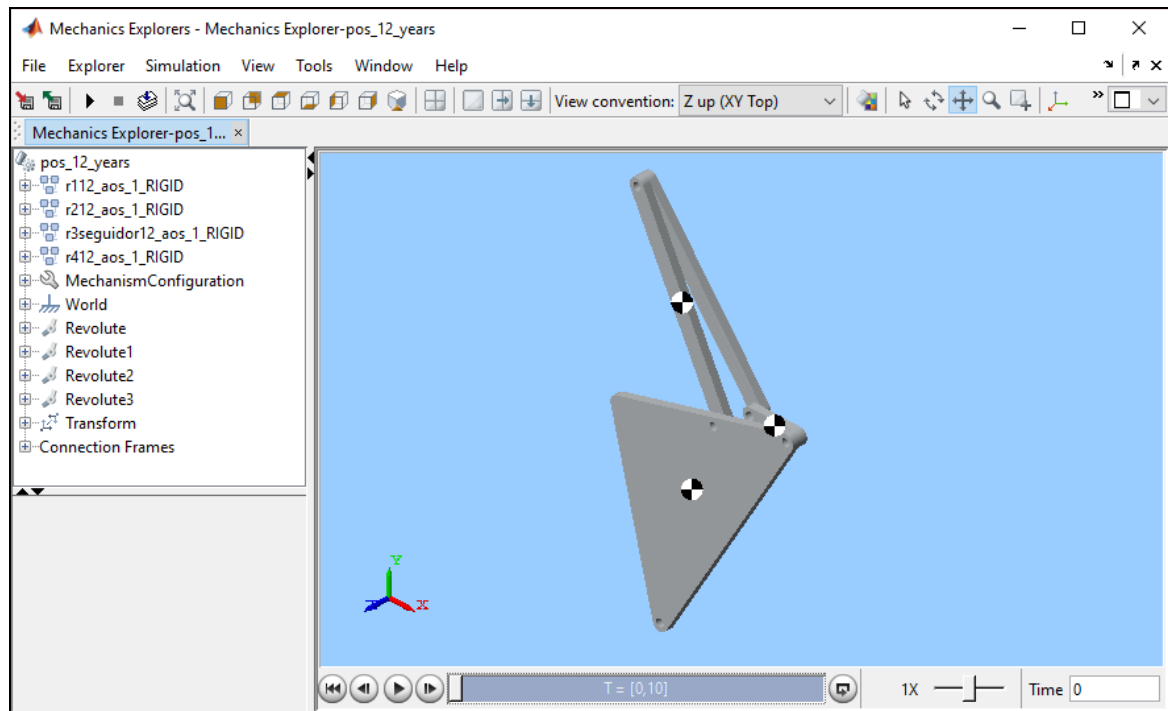 Mechanics Explorers - Mechanics Explorer-pos_12_years
File Explorer Simulation View Tools Window Help
View convention: Z up (XY Top)
»
Mechanics Explorer-pos_1... ×
pos_12_years
r112_aos_1_RIGID
r212_aos_1_RIGID
r3seguidor12_aos_1_RIGID
r412_aos_1_RIGID
MechanismConfiguration
World
Revolute
Revolute1
Revolute2
Revolute3
Transform
Connection Frames
Y
X
T = [0,10]
1X
Time 0